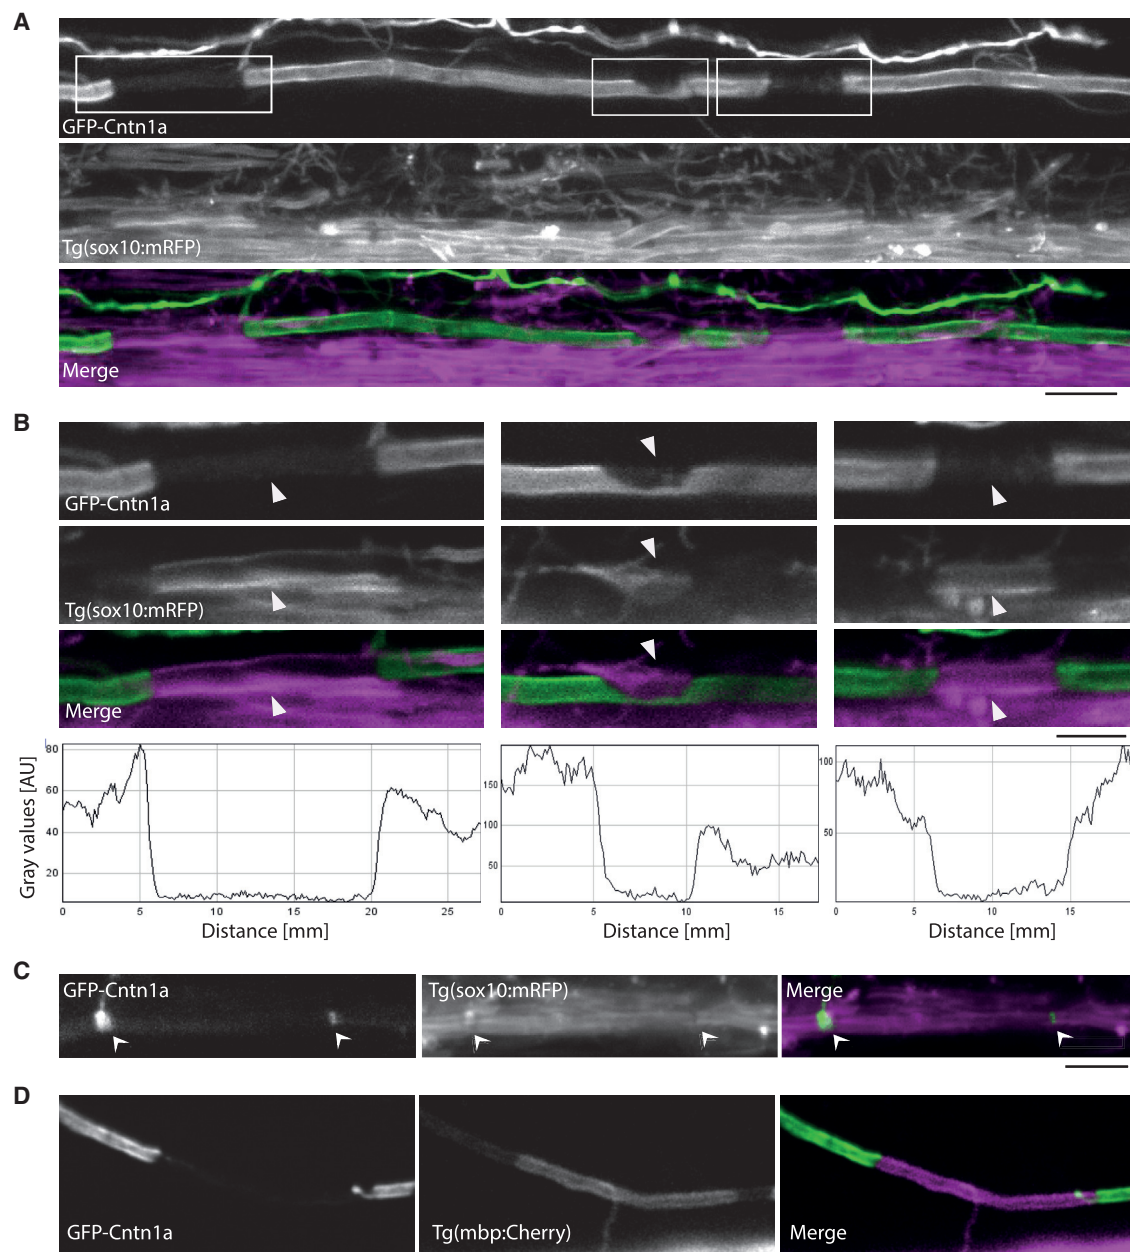 A
GFP-Cntn1a
Tg(sox10:mRFP)
Merge
B
GFP-Cntn1a
Tg(sox10:mRFP)
Merge
Gray values [AU]
80
60
40
20
0 5 10 15 20 25
Distance [mm]
150
100
50
0 5 10 15
Distance [mm]
100
50
0 5 10 15
Distance [mm]
C
GFP-Cntn1a Tg(sox10:mRFP) Merge
D
GFP-Cntn1a Tg(mbp:Cherry) Merge